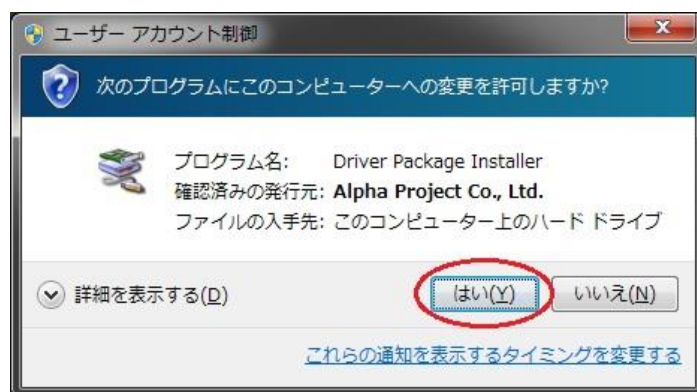 ユーザー アカウント制御
次のプログラムにこのコンピューターへの変更を許可しますか?
プログラム名: Driver Package Installer
確認済みの発行元: Alpha Project Co., Ltd.
ファイルの入手先: このコンピューター上のハード ドライブ
詳細を表示する(D) はい(Y) いいえ(N)
これらの通知を表示するタイミングを変更する